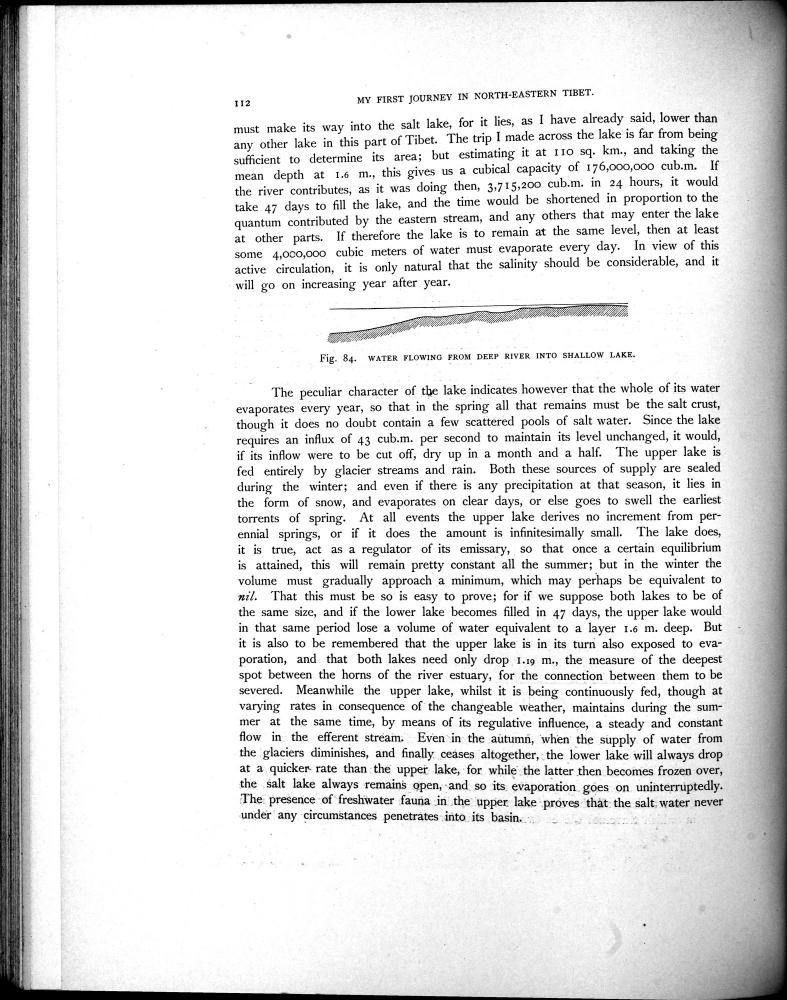 112
MY FIRST JOURNEY IN NORTH-EASTERN TIBET.
must make its way into the salt lake, for it lies, as I have already said, lower than
any other lake in this part of Tibet. The trip I made across the lake is far from being
sufficient to determine its area; but estimating it at 110 sq. km., and taking the
mean depth at 1.6 m., this gives us a cubical capacity of 176,000,000 cub.m. If
the river contributes, as it was doing then, 3,715,200 cub.m. in 24 hours, it would
take 47 days to fill the lake, and the time would be shortened in proportion to the
quantum contributed by the eastern stream, and any others that may enter the lake
at other parts. If therefore the lake is to remain at the same level, then at least
some 4,000,000 cubic meters of water must evaporate every day. In view of this
active circulation, it is only natural that the salinity should be considerable, and it
will go on increasing year after year.
Fig. 84. WATER FLOWING FROM DEEP RIVER INTO SHALLOW LAKE.
The peculiar character of the lake indicates however that the whole of its water
evaporates every year, so that in the spring all that remains must be the salt crust,
though it does no doubt contain a few scattered pools of salt water. Since the lake
requires an influx of 43 cub.m. per second to maintain its level unchanged, it would,
if its inflow were to be cut off, dry up in a month and a half. The upper lake is
fed entirely by glacier streams and rain. Both these sources of supply are sealed
during the winter; and even if there is any precipitation at that season, it lies in
the form of snow, and evaporates on clear days, or else goes to swell the earliest
torrents of spring. At all events the upper lake derives no increment from per-
ennial springs, or if it does the amount is infinitesimally small. The lake does,
it is true, act as a regulator of its emissary, so that once a certain equilibrium
is attained, this will remain pretty constant all the summer; but in the winter the
volume must gradually approach a minimum, which may perhaps be equivalent to
nil. That this must be so is easy to prove; for if we suppose both lakes to be of
the same size, and if the lower lake becomes filled in 47 days, the upper lake would
in that same period lose a volume of water equivalent to a layer 1.6 m. deep. But
it is also to be remembered that the upper lake is in its turn also exposed to eva-
poration, and that both lakes need only drop 1.19 m., the measure of the deepest
spot between the horns of the river estuary, for the connection between them to be
severed. Meanwhile the upper lake, whilst it is being continuously fed, though at
varying rates in consequence of the changeable weather, maintains during the sum-
mer at the same time, by means of its regulative influence, a steady and constant
flow in the efferent stream. Even in the autumn, when the supply of water from
the glaciers diminishes, and finally ceases altogether, the lower lake will always drop
at a quicker rate than the upper lake, for while the latter then becomes frozen over,
the salt lake always remains open, and so its evaporation goes on uninterruptedly.
The presence of freshwater fauna in the upper lake proves that the salt water never
under any circumstances penetrates into its basin.